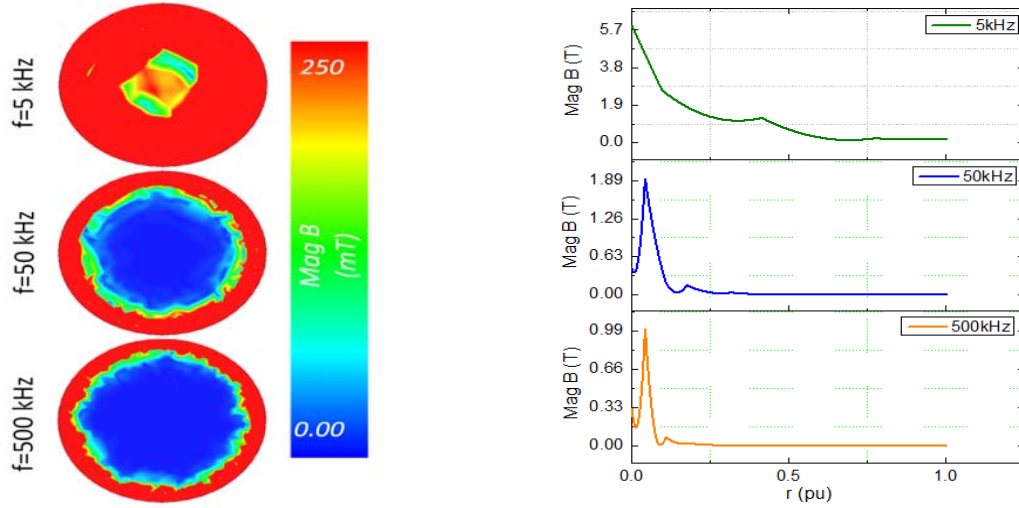 f=5 kHz
f=50 kHz
f=500 kHz
250
Mag B
(mT)
0.00
5kHz
Mag B (T)
5.7
3.8
1.9
0.0
50kHz
Mag B (T)
1.89
1.26
0.63
0.00
500kHz
Mag B (T)
0.99
0.66
0.33
0.00
0.0
0.5
1.0
r (pu)